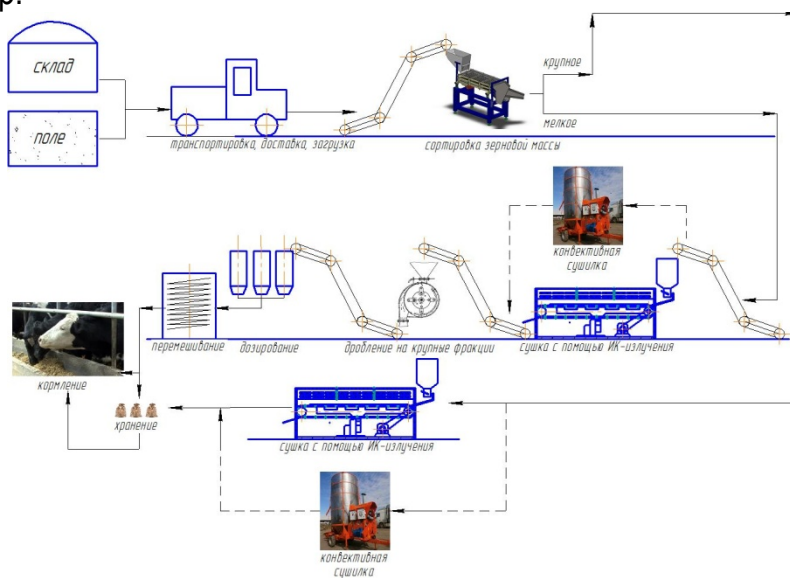 р.
склад
поле
транспортировка, доставка, загрузка
сортировка зерновой массы
крупное
мелкое
конвективная
сушилка
перемешивание
дозирование
дробление на крупные фракции
сушка с помощью ИК-излучения
кормление
хранение
сушка с помощью ИК-излучения
конвективная
сушилка